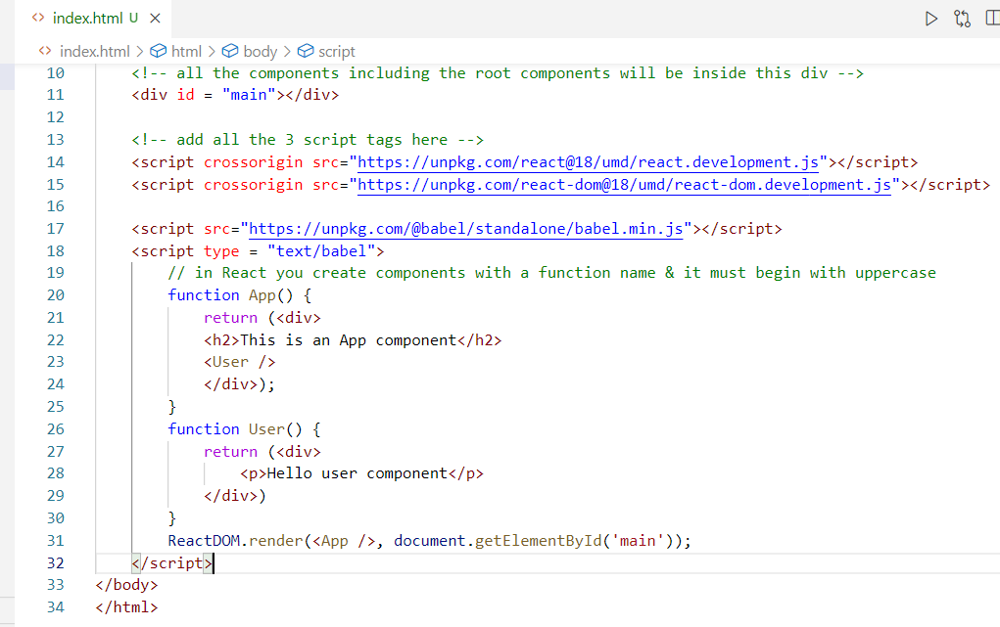 index.html U
index.html > html > body > script
10 <!-- all the components including the root components will be inside this div -->
11 <div id = "main"></div>
12
13 <!-- add all the 3 script tags here -->
14 <script crossorigin src="https://unpkg.com/react@18/umd/react.development.js"></script>
15 <script crossorigin src="https://unpkg.com/react-dom@18/umd/react-dom.development.js"></script>
16
17 <script src="https://unpkg.com/@babel/standalone/babel.min.js"></script>
18 <script type = "text/babel">
19 // in React you create components with a function name & it must begin with uppercase
20 function App() {
21 return (<div>
22 <h2>This is an App component</h2>
23 <User />
24 </div>);
25 }
26 function User() {
27 return (<div>
28 <p>Hello user component</p>
29 </div>)
30 }
31 ReactDOM.render(<App />, document.getElementById('main'));
32 </script>
33 </body>
34 </html>